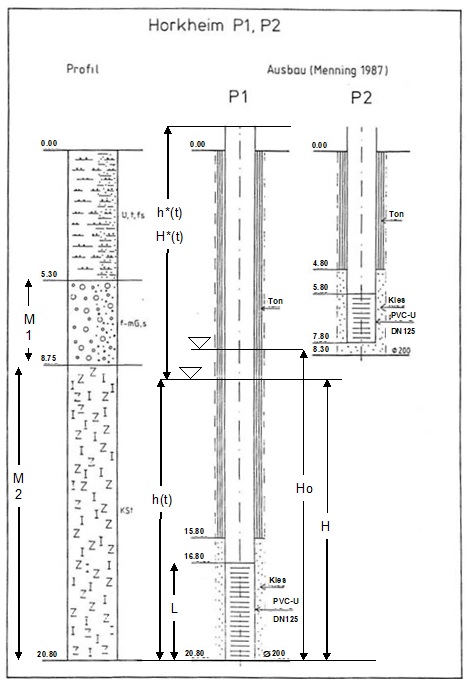 Horkheim P1, P2
Profil
Ausbau (Menning 1987)
P1
P2
0.00
0.00
0.00
h*(t)
H*(t)
U,t,fs
Ton
4.80
5.30
5.80
Kies
PVC-U
DN125
M
1
f-mG,s
Ton
7.80
8.30
Ø200
8.75
M
2
h(t)
Ho
H
KSt
15.80
16.80
L
Kies
PVC-U
DN125
20.80
20.80
Ø200